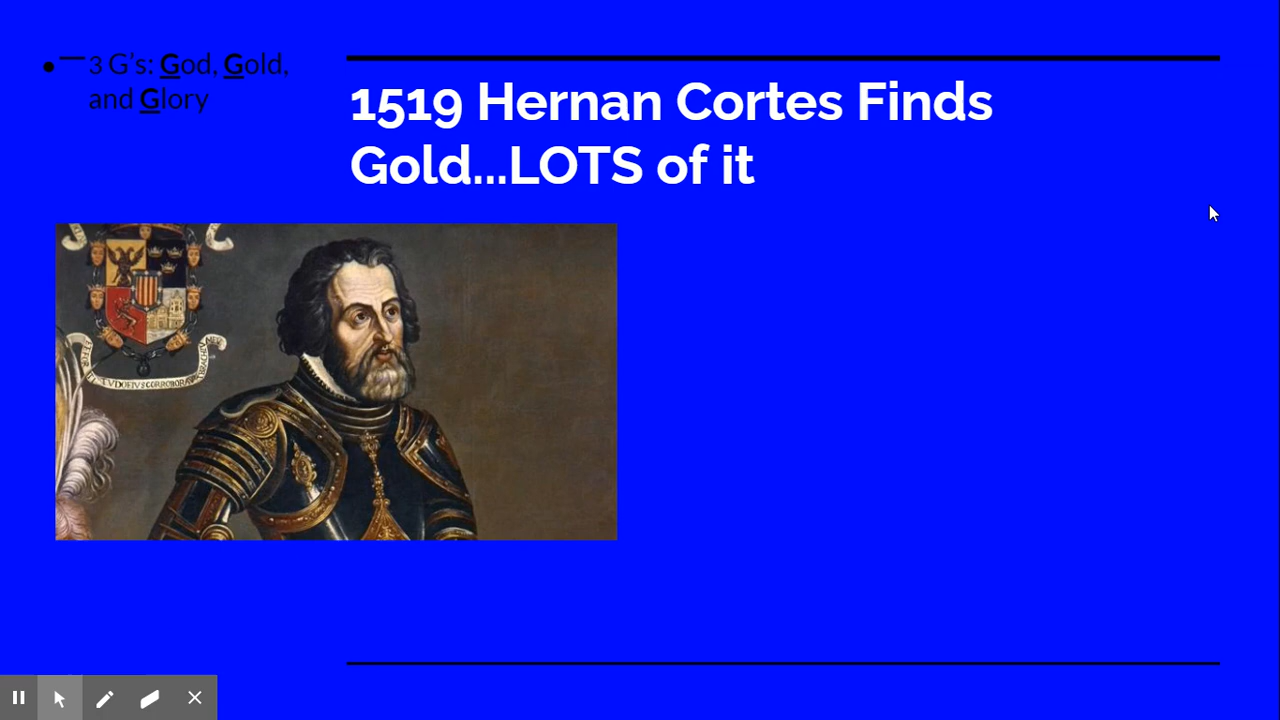 3 G's: God, Gold,
and Glory
1519 Hernan Cortes Finds
Gold...LOTS of it